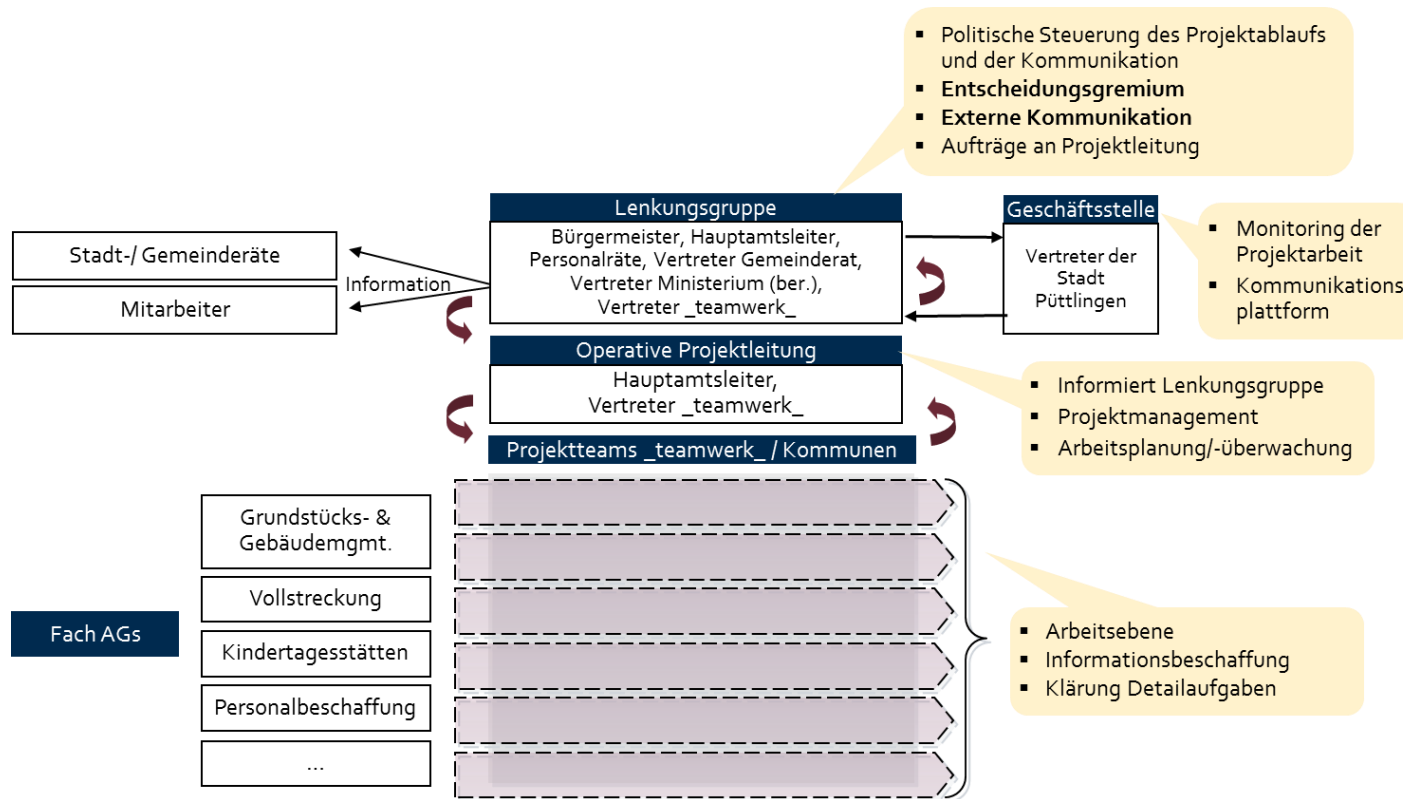 ▪ Politische Steuerung des Projektablaufs
und der Kommunikation
▪ Entscheidungsgremium
▪ Externe Kommunikation
▪ Aufträge an Projektleitung
Lenkungsgruppe
Bürgermeister, Hauptamtsleiter,
Personalräte, Vertreter Gemeinderat,
Vertreter Ministerium (ber.),
Vertreter _teamwerk_
Geschäftsstelle
Vertreter der
Stadt
Püttlingen
▪ Monitoring der
Projektarbeit
▪ Kommunikations
plattform
Stadt-/ Gemeinderäte
Mitarbeiter
Information
Operative Projektleitung
Hauptamtsleiter,
Vertreter _teamwerk_
▪ Informiert Lenkungsgruppe
▪ Projektmanagement
▪ Arbeitsplanung/-überwachung
Projektteams _teamwerk_ / Kommunen
Fach AGs
Grundstücks- &
Gebäudemgmt.
Vollstreckung
Kindertagesstätten
Personalbeschaffung
...
▪ Arbeitsebene
▪ Informationsbeschaffung
▪ Klärung Detailaufgaben